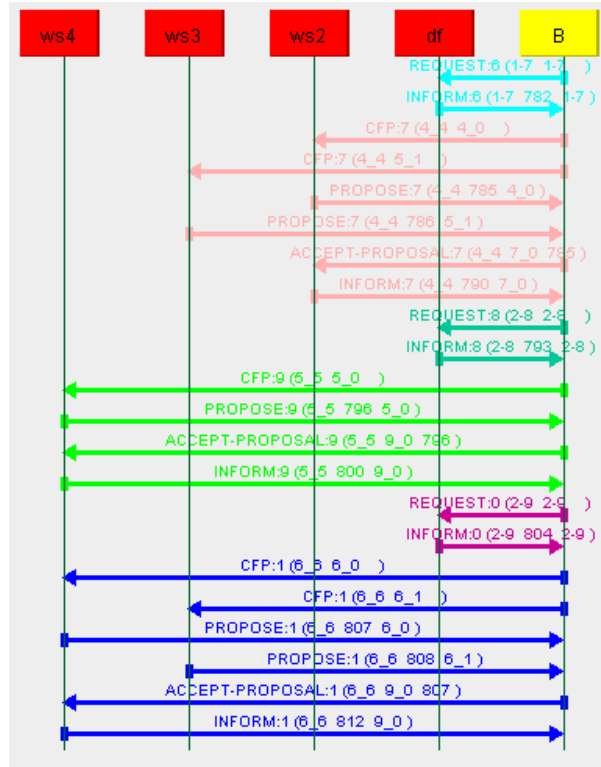 ws4 ws3 ws2 df B
REQUEST:6 (1-7 1-7 )
INFORM:6 (1-7 782 1-7 )
CFP:7 (4_4 4_0 )
CFP:7 (4_4 5_1 )
PROPOSE:7 (4_4 785 4_0 )
PROPOSE:7 (4_4 786 5_1 )
ACCEPT-PROPOSAL:7 (4_4 7_0 785 )
INFORM:7 (4_4 790 7_0 )
REQUEST:8 (2-8 2-8 )
INFORM:8 (2-8 793 2-8 )
CFP:9 (5_5 5_0 )
PROPOSE:9 (5_5 796 5_0 )
ACCEPT-PROPOSAL:9 (5_5 9_0 796 )
INFORM:9 (5_5 800 9_0 )
REQUEST:0 (2-9 2-9 )
INFORM:0 (2-9 804 2-9 )
CFP:1 (6_6 6_0 )
CFP:1 (6_6 6_1 )
PROPOSE:1 (6_6 807 6_0 )
PROPOSE:1 (6_6 808 6_1 )
ACCEPT-PROPOSAL:1 (6_6 9_0 807 )
INFORM:1 (6_6 812 9_0 )